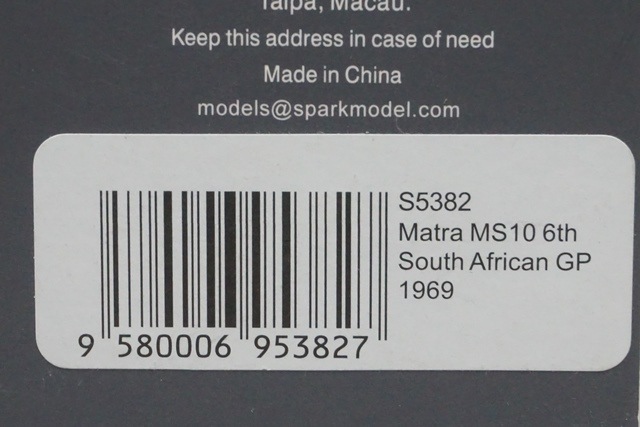 Taipa, Macau.
Keep this address in case of need
Made in China
models@sparkmodel.com
S5382
Matra MS10 6th
South African GP
1969
9 580006 953827